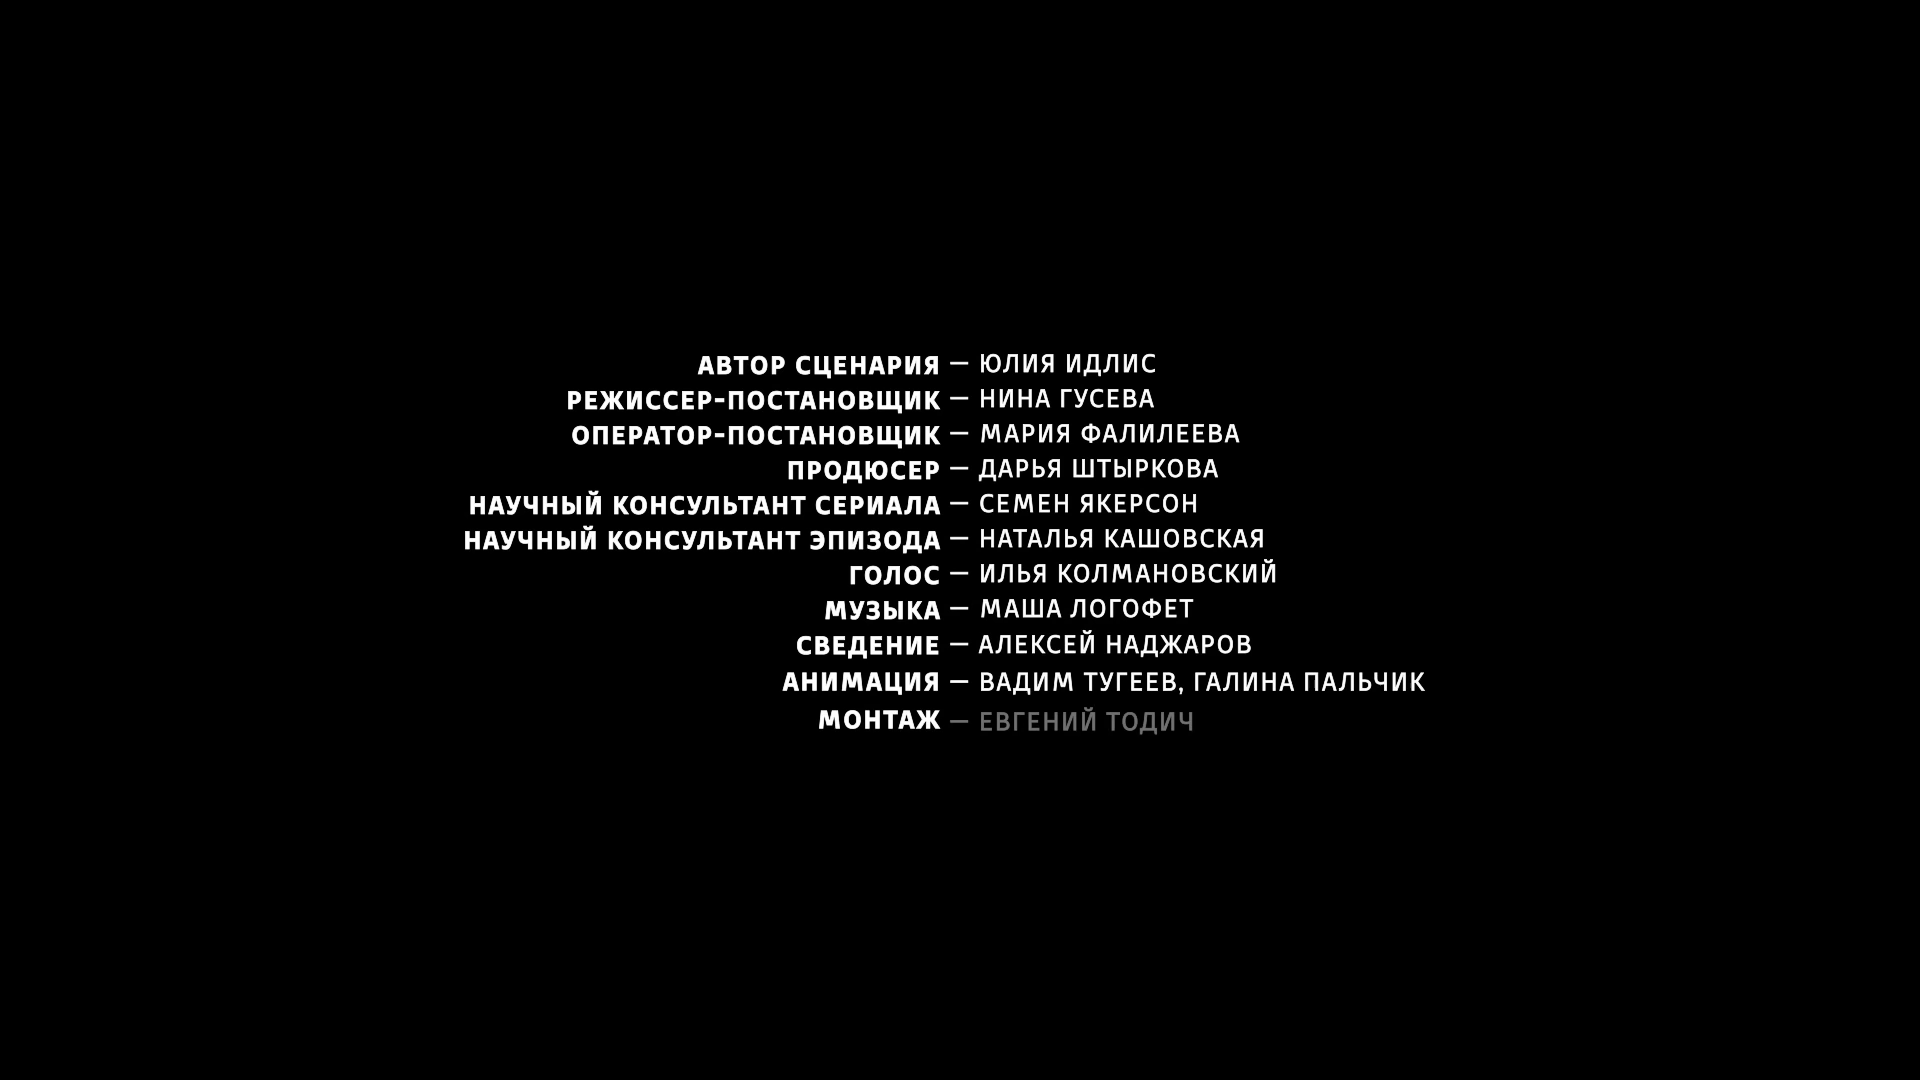 АВТОР СЦЕНАРИЯ — ЮЛИЯ ИДЛИС
РЕЖИССЕР-ПОСТАНОВЩИК — НИНА ГУСЕВА
ОПЕРАТОР-ПОСТАНОВЩИК — МАРИЯ ФАЛИЛЕЕВА
ПРОДЮСЕР — ДАРЬЯ ШТЫРКОВА
НАУЧНЫЙ КОНСУЛЬТАНТ СЕРИАЛА — СЕМЕН ЯКЕРСОН
НАУЧНЫЙ КОНСУЛЬТАНТ ЭПИЗОДА — НАТАЛЬЯ КАШОВСКАЯ
ГОЛОС — ИЛЬЯ КОЛМАНОВСКИЙ
МУЗЫКА — МАША ЛОГОФЕТ
СВЕДЕНИЕ — АЛЕКСЕЙ НАДЖАРОВ
АНИМАЦИЯ — ВАДИМ ТУГЕЕВ, ГАЛИНА ПАЛЬЧИК
МОНТАЖ — ЕВГЕНИЙ ТОДИЧ